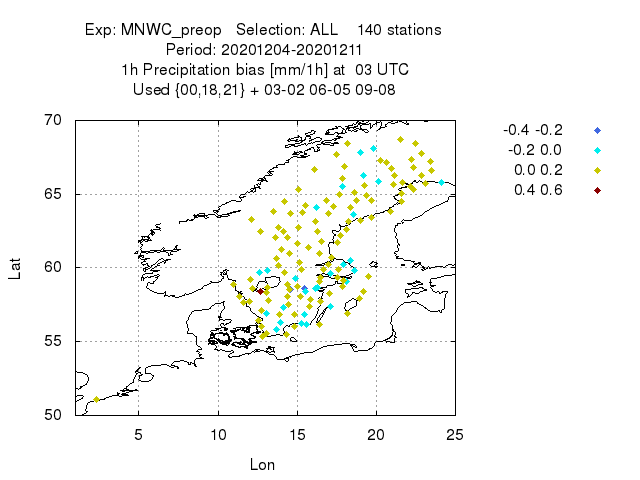 Exp: MNWC_preop   Selection: ALL    140 stations
Period: 20201204-20201211
1h Precipitation bias [mm/1h] at  03 UTC
Used {00,18,21} + 03-02 06-05 09-08
70
65
60
55
50
Lat
5 10 15 20 25
Lon
-0.4 -0.2
-0.2 0.0
0.0 0.2
0.4 0.6